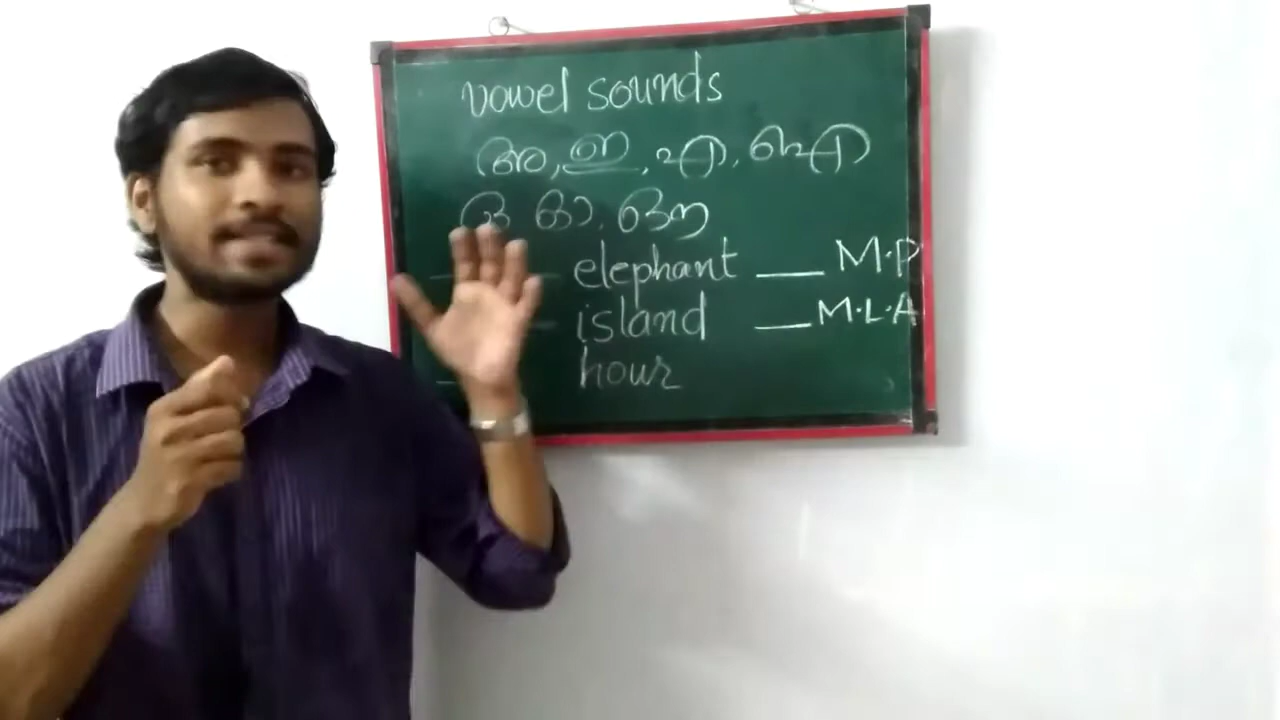 vowel sounds
അ, ഇ, എ, ഐ
ഒ ഓ, ഔ
elephant ___ M.P
island ___ M.L.A
hour